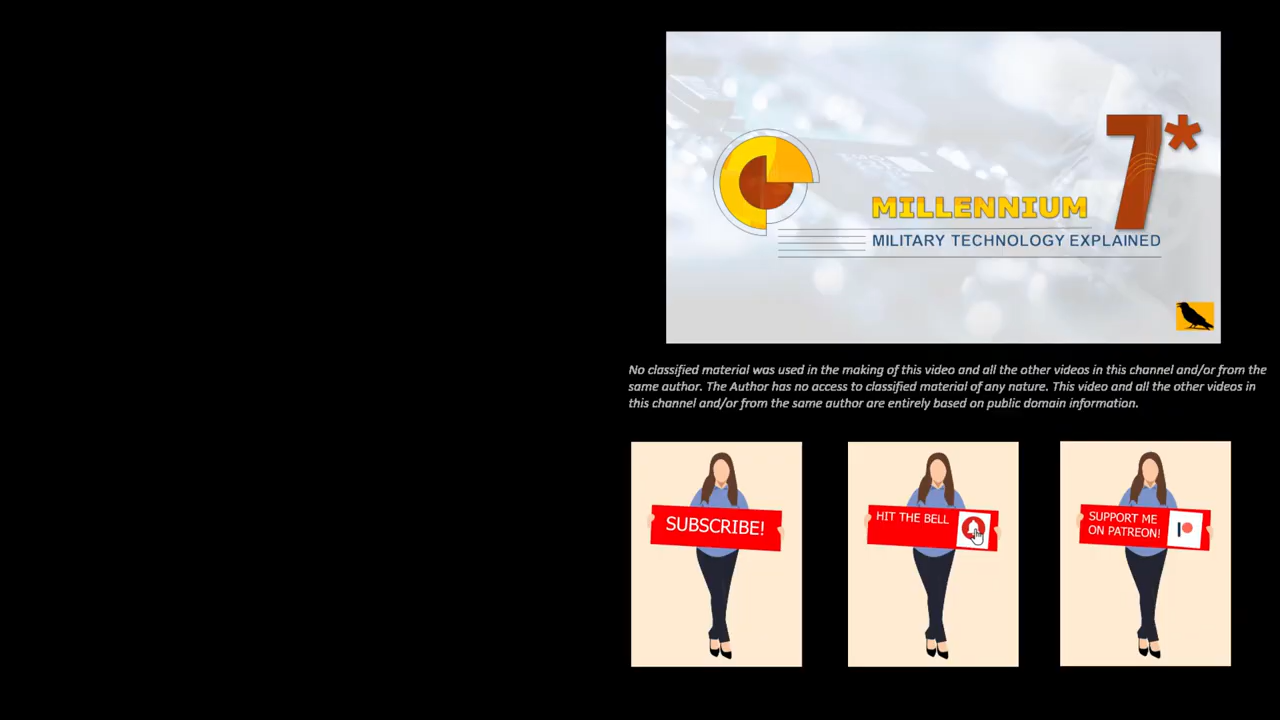 7*
MILLENNIUM
MILITARY TECHNOLOGY EXPLAINED
No classified material was used in the making of this video and all the other videos in this channel and/or from the
same author. The Author has no access to classified material of any nature. This video and all the other videos in
this channel and/or from the same author are entirely based on public domain information.
SUBSCRIBE!
HIT THE BELL
SUPPORT ME
ON PATREON!